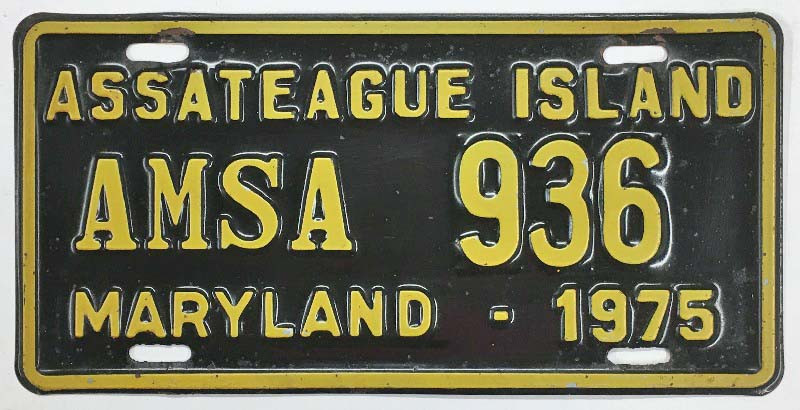 ASSATEAGUE ISLAND
AMSA 936
MARYLAND - 1975